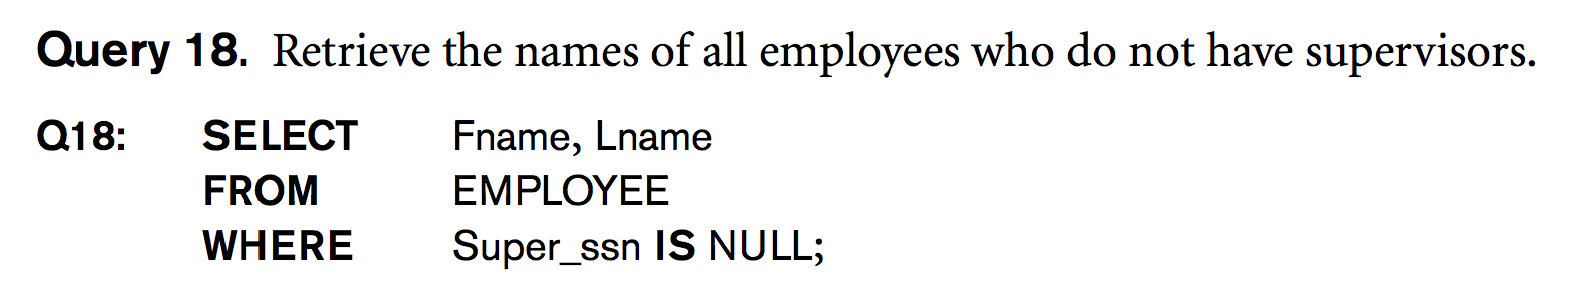 Query 18. Retrieve the names of all employees who do not have supervisors.
Q18: SELECT Fname, Lname
FROM EMPLOYEE
WHERE Super_ssn IS NULL;